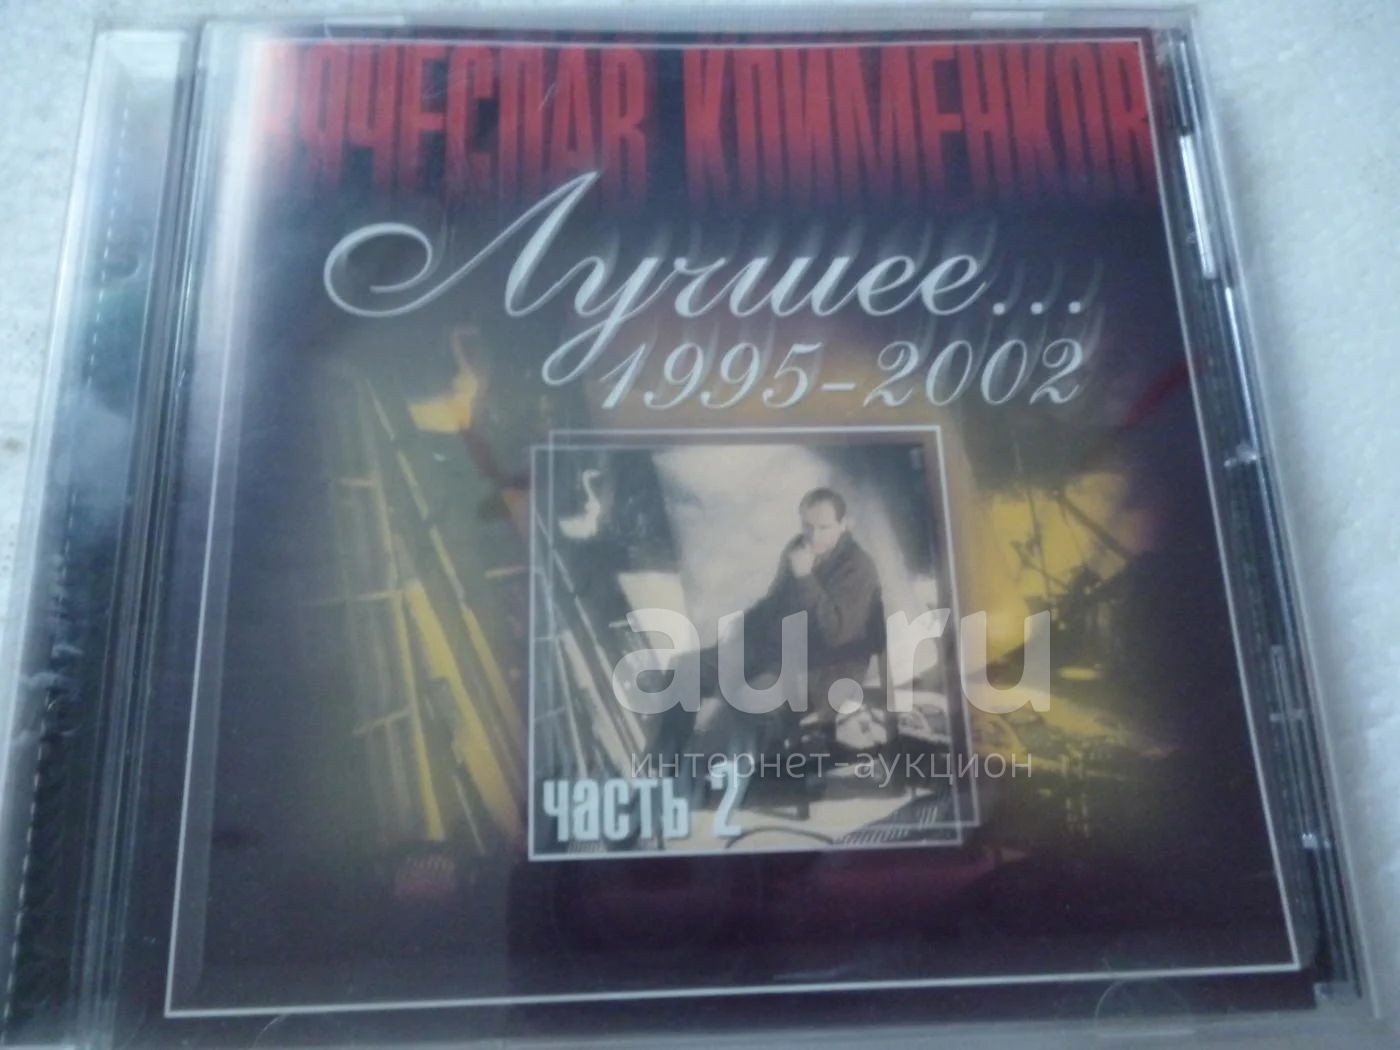 ВЯЧЕСЛАВ КЛИМЕНКОВ
Лучшее...
1995-2002
au.ru
интернет-аукцион
часть 2